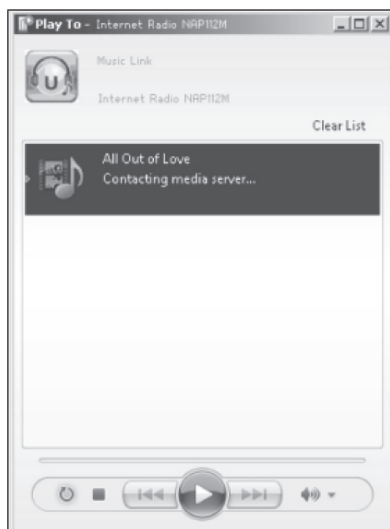 Play To - Internet Radio NAP112M
Music Link
U
Internet Radio NAP112M
Clear List
All Out of Love
Contacting media server...